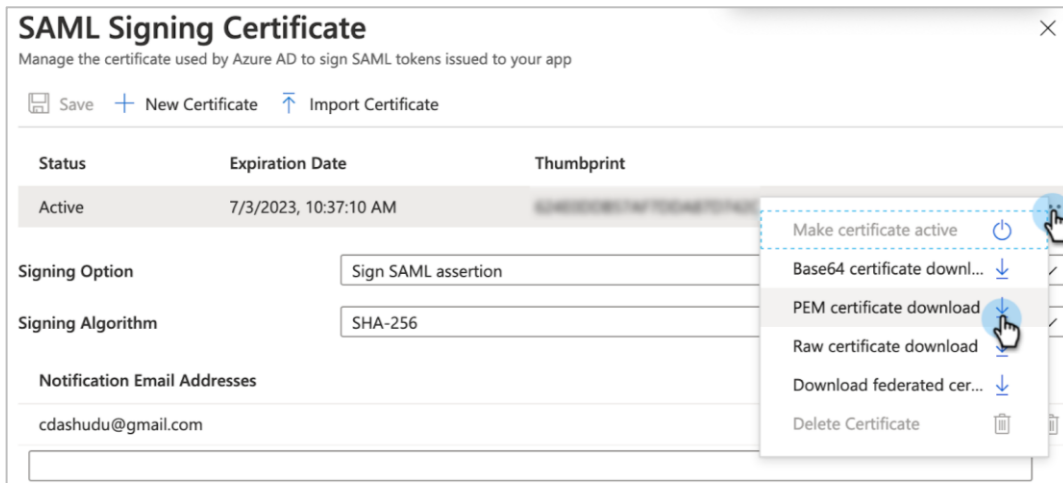 SAML Signing Certificate
Manage the certificate used by Azure AD to sign SAML tokens issued to your app
Save New Certificate Import Certificate
Status Expiration Date Thumbprint
Active 7/3/2023, 10:37:10 AM
Make certificate active
Signing Option Sign SAML assertion Base64 certificate downl...
PEM certificate download
Signing Algorithm SHA-256
Raw certificate download
Notification Email Addresses Download federated cer...
cdashudu@gmail.com Delete Certificate